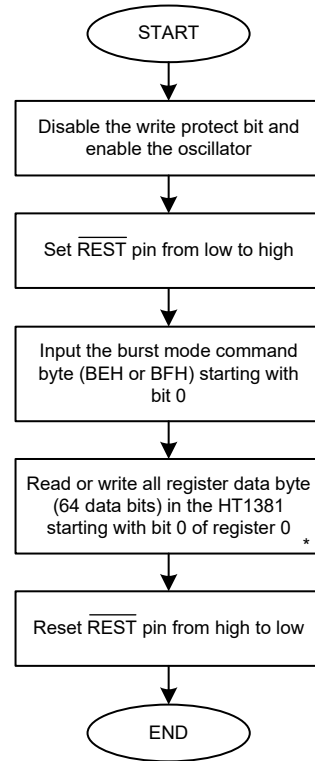 START
Disable the write protect bit and
enable the oscillator
Set REST pin from low to high
Input the burst mode command
byte (BEH or BFH) starting with
bit 0
Read or write all register data byte
(64 data bits) in the HT1381
starting with bit 0 of register 0
*
Reset REST pin from high to low
END